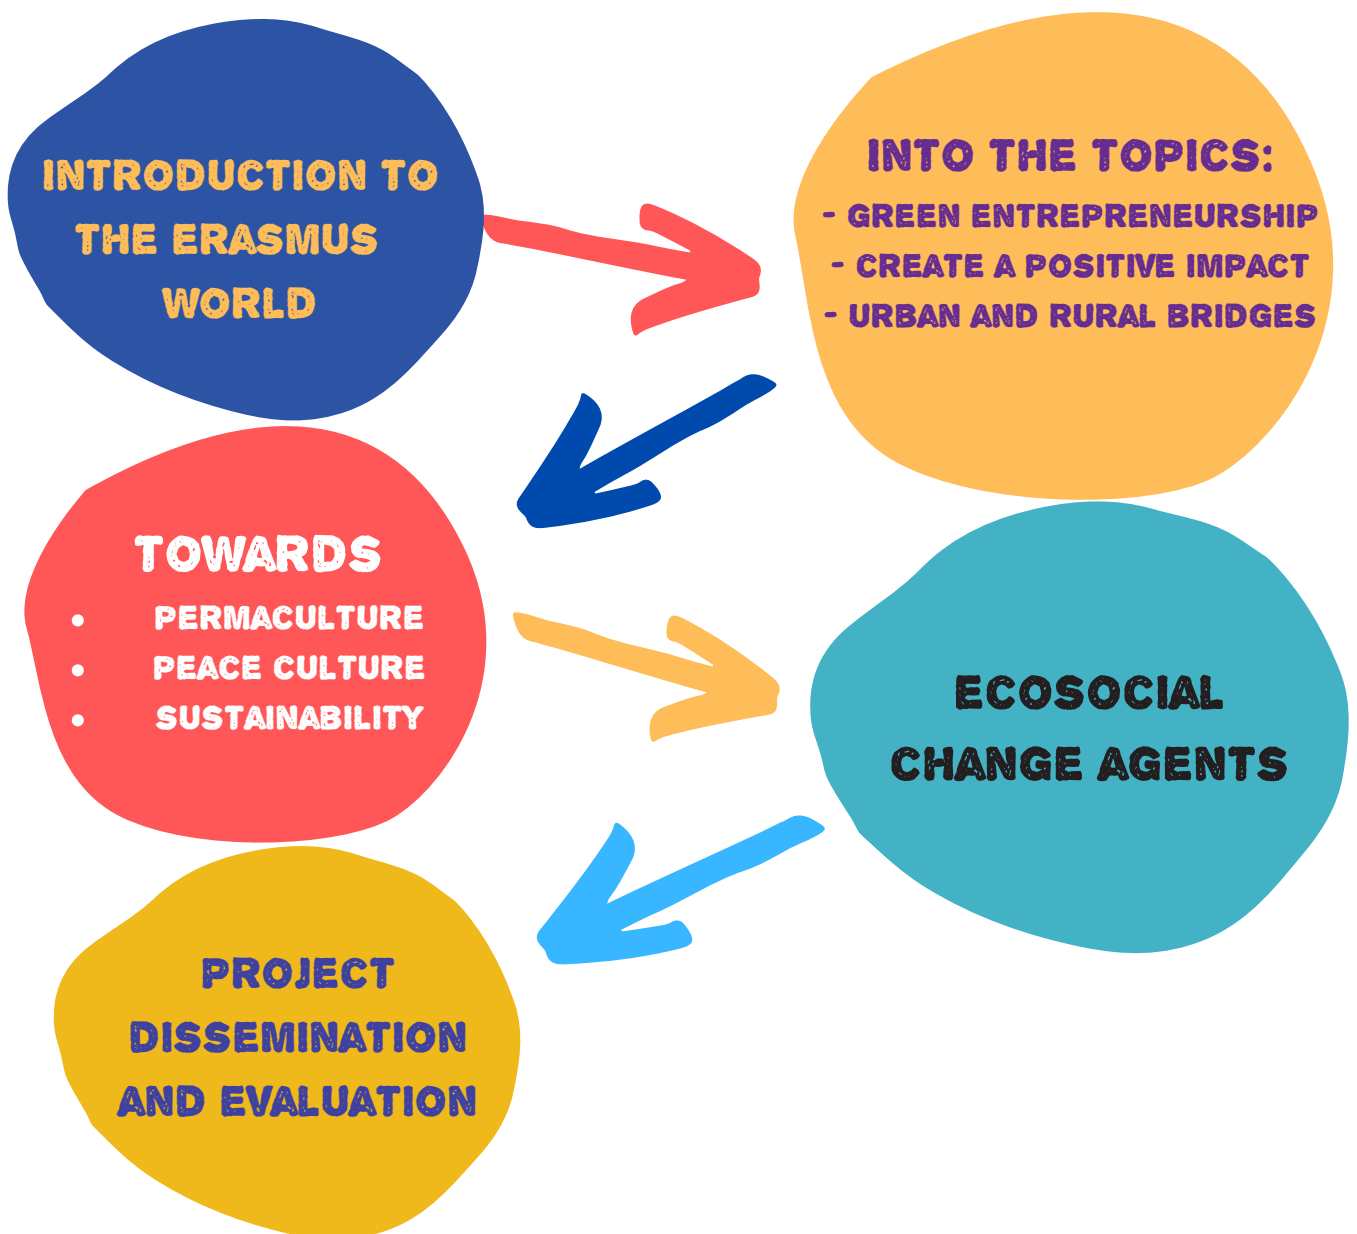 INTRODUCTION TO
THE ERASMUS
WORLD
INTO THE TOPICS:
- GREEN ENTREPRENEURSHIP
- CREATE A POSITIVE IMPACT
- URBAN AND RURAL BRIDGES
TOWARDS
• PERMACULTURE
• PEACE CULTURE
• SUSTAINABILITY
ECOSOCIAL
CHANGE AGENTS
PROJECT
DISSEMINATION
AND EVALUATION